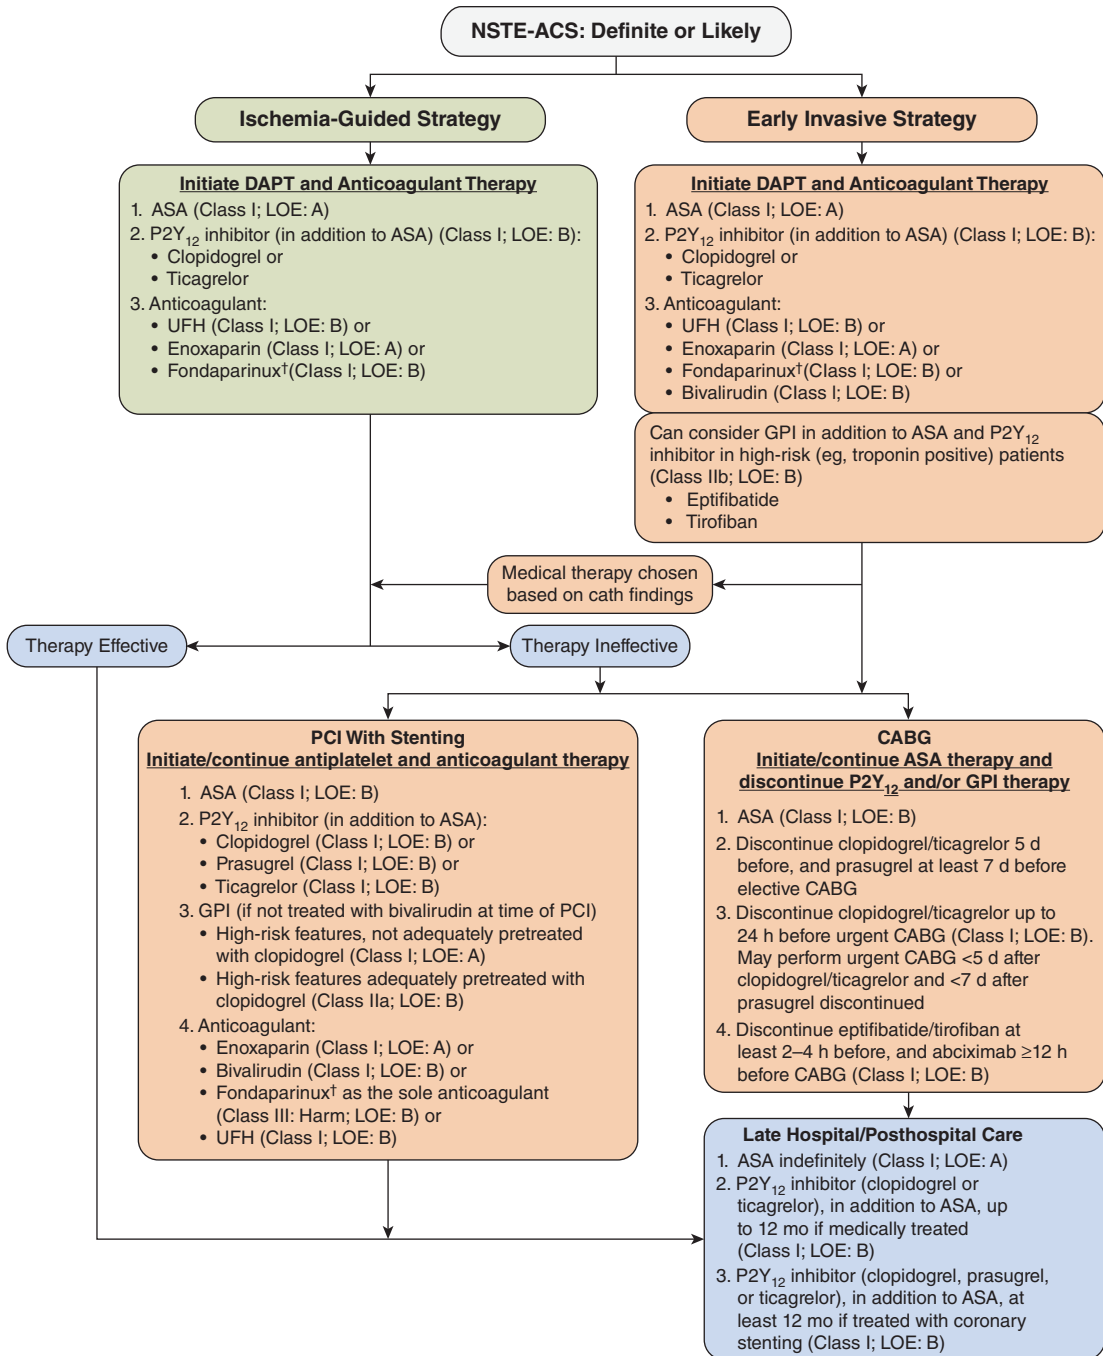 NSTE-ACS: Definite or Likely
Ischemia-Guided Strategy
Early Invasive Strategy
Initiate DAPT and Anticoagulant Therapy
1. ASA (Class I; LOE: A)
2. P2Y12 inhibitor (in addition to ASA) (Class I; LOE: B):
• Clopidogrel or
• Ticagrelor
3. Anticoagulant:
• UFH (Class I; LOE: B) or
• Enoxaparin (Class I; LOE: A) or
• Fondaparinux†(Class I; LOE: B)
Initiate DAPT and Anticoagulant Therapy
1. ASA (Class I; LOE: A)
2. P2Y12 inhibitor (in addition to ASA) (Class I; LOE: B):
• Clopidogrel or
• Ticagrelor
3. Anticoagulant:
• UFH (Class I; LOE: B) or
• Enoxaparin (Class I; LOE: A) or
• Fondaparinux†(Class I; LOE: B) or
• Bivalirudin (Class I; LOE: B)
Can consider GPI in addition to ASA and P2Y12
inhibitor in high-risk (eg, troponin positive) patients
(Class IIb; LOE: B)
• Eptifibatide
• Tirofiban
Medical therapy chosen
based on cath findings
Therapy Effective
Therapy Ineffective
PCI With Stenting
Initiate/continue antiplatelet and anticoagulant therapy
1. ASA (Class I; LOE: B)
2. P2Y12 inhibitor (in addition to ASA):
• Clopidogrel (Class I; LOE: B) or
• Prasugrel (Class I; LOE: B) or
• Ticagrelor (Class I; LOE: B)
3. GPI (if not treated with bivalirudin at time of PCI)
• High-risk features, not adequately pretreated
with clopidogrel (Class I; LOE: A)
• High-risk features adequately pretreated with
clopidogrel (Class IIa; LOE: B)
4. Anticoagulant:
• Enoxaparin (Class I; LOE: A) or
• Bivalirudin (Class I; LOE: B) or
• Fondaparinux† as the sole anticoagulant
(Class III: Harm; LOE: B) or
• UFH (Class I; LOE: B)
CABG
Initiate/continue ASA therapy and
discontinue P2Y12 and/or GPI therapy
1. ASA (Class I; LOE: B)
2. Discontinue clopidogrel/ticagrelor 5 d
before, and prasugrel at least 7 d before
elective CABG
3. Discontinue clopidogrel/ticagrelor up to
24 h before urgent CABG (Class I; LOE: B).
May perform urgent CABG <5 d after
clopidogrel/ticagrelor and <7 d after
prasugrel discontinued
4. Discontinue eptifibatide/tirofiban at
least 2–4 h before, and abciximab ≥12 h
before CABG (Class I; LOE: B)
Late Hospital/Posthospital Care
1. ASA indefinitely (Class I; LOE: A)
2. P2Y12 inhibitor (clopidogrel or
ticagrelor), in addition to ASA, up
to 12 mo if medically treated
(Class I; LOE: B)
3. P2Y12 inhibitor (clopidogrel, prasugrel,
or ticagrelor), in addition to ASA, at
least 12 mo if treated with coronary
stenting (Class I; LOE: B)